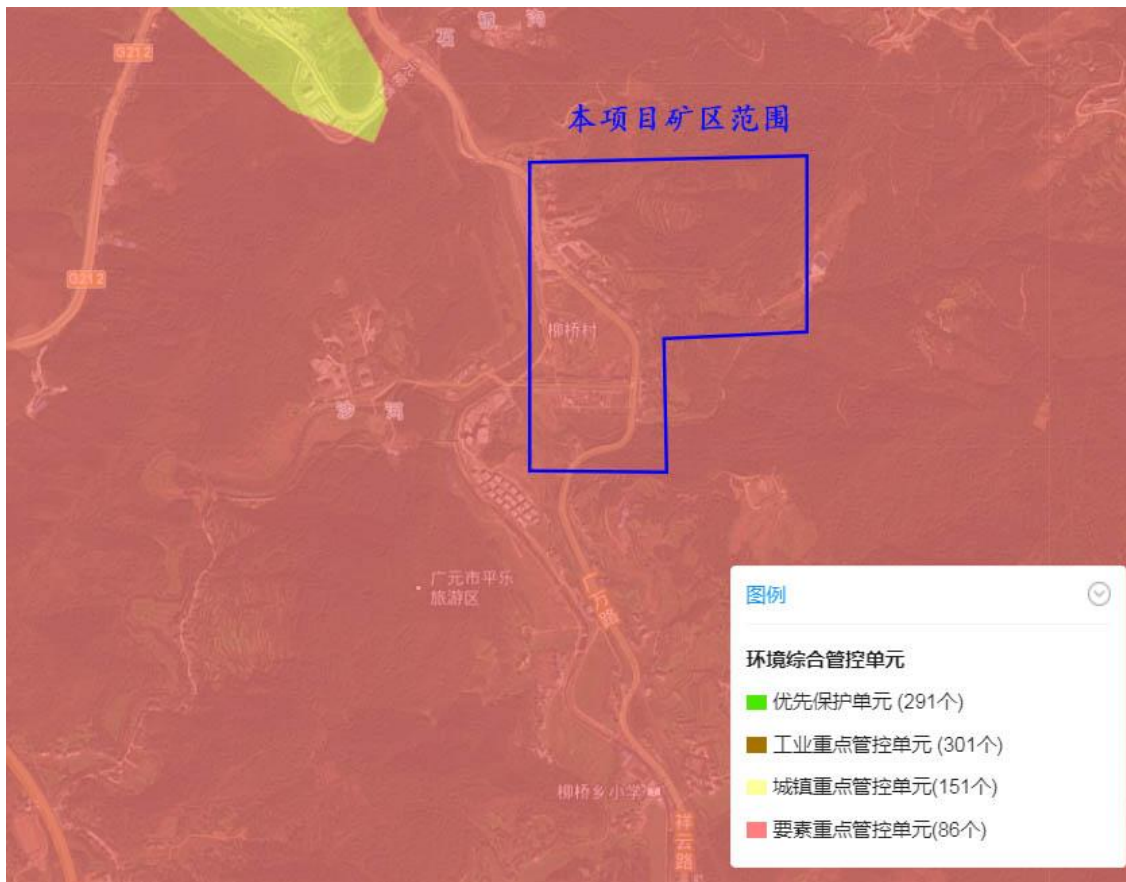 G212
本项目矿区范围
G212
柳桥村
沙河
广元市平乐
旅游区
广万路
柳桥乡小学
祥云路
图例
环境综合管控单元
优先保护单元 (291个)
工业重点管控单元 (301个)
城镇重点管控单元(151个)
要素重点管控单元(86个)